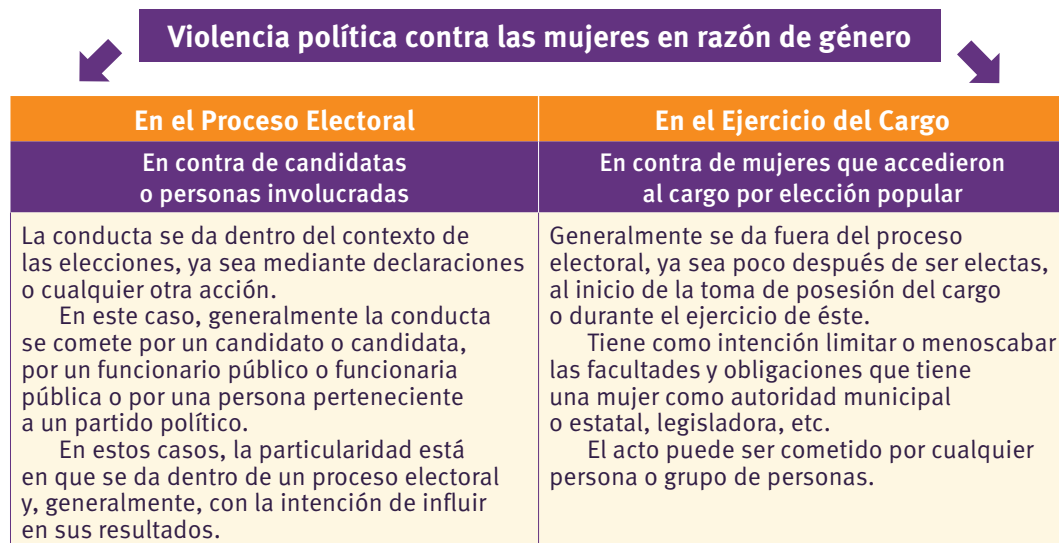 Violencia política contra las mujeres en razón de género
En el Proceso Electoral
En contra de candidatas
o personas involucradas
La conducta se da dentro del contexto de
las elecciones, ya sea mediante declaraciones
o cualquier otra acción.
En este caso, generalmente la conducta
se comete por un candidato o candidata,
por un funcionario público o funcionaria
pública o por una persona perteneciente
a un partido político.
En estos casos, la particularidad está
en que se da dentro de un proceso electoral
y, generalmente, con la intención de influir
en sus resultados.
En el Ejercicio del Cargo
En contra de mujeres que accedieron
al cargo por elección popular
Generalmente se da fuera del proceso
electoral, ya sea poco después de ser electas,
al inicio de la toma de posesión del cargo
o durante el ejercicio de éste.
Tiene como intención limitar o menoscabar
las facultades y obligaciones que tiene
una mujer como autoridad municipal
o estatal, legisladora, etc.
El acto puede ser cometido por cualquier
persona o grupo de personas.